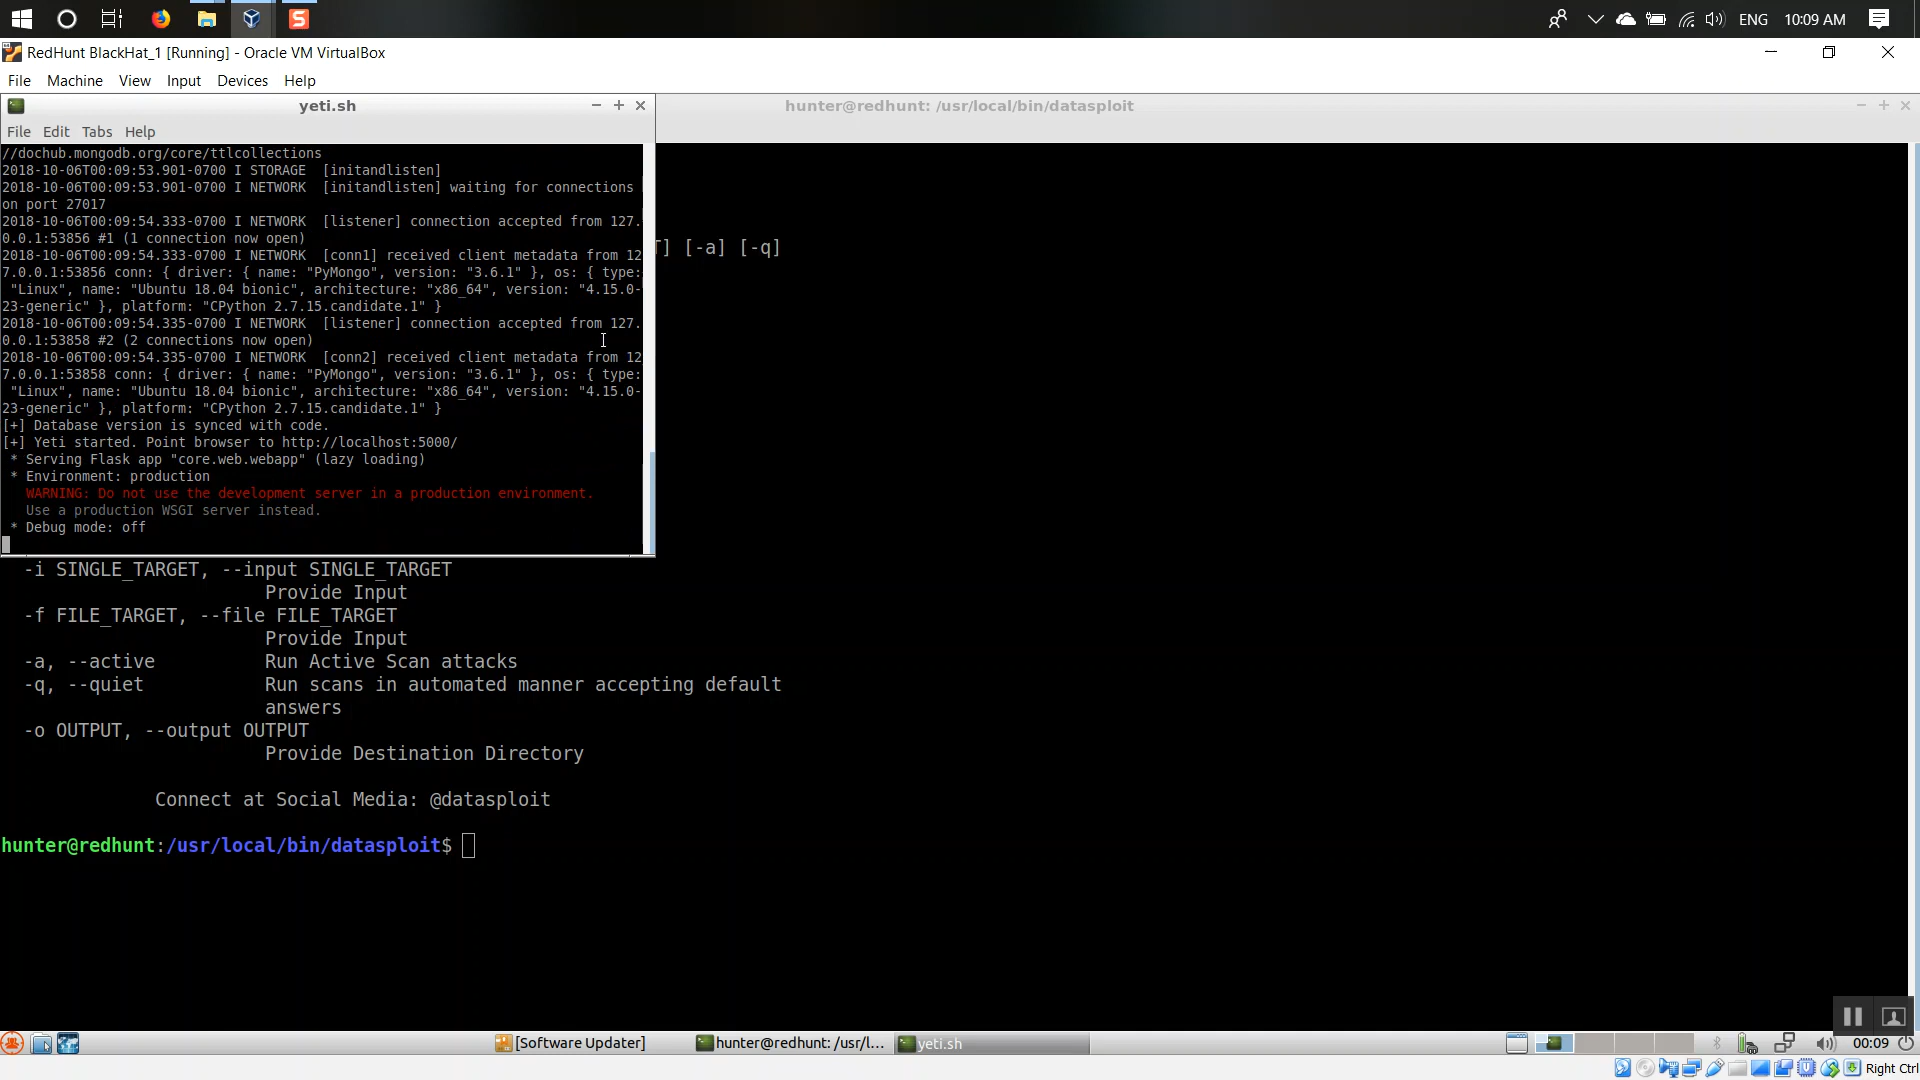 ENG 10:09 AM
RedHunt BlackHat_1 [Running] - Oracle VM VirtualBox
File Machine View Input Devices Help
yeti.sh
hunter@redhunt: /usr/local/bin/datasploit
File Edit Tabs Help
//dochub.mongodb.org/core/ttlcollections
2018-10-06T00:09:53.901-0700 I STORAGE  [initandlisten]
2018-10-06T00:09:53.901-0700 I NETWORK  [initandlisten] waiting for connections
on port 27017
2018-10-06T00:09:54.333-0700 I NETWORK  [listener] connection accepted from 127.
0.0.1:53856 #1 (1 connection now open)
T] [-a] [-q]
2018-10-06T00:09:54.333-0700 I NETWORK  [conn1] received client metadata from 12
7.0.0.1:53856 conn: { driver: { name: "PyMongo", version: "3.6.1" }, os: { type:
"Linux", name: "Ubuntu 18.04 bionic", architecture: "x86_64", version: "4.15.0-
23-generic" }, platform: "CPython 2.7.15.candidate.1" }
2018-10-06T00:09:54.335-0700 I NETWORK  [listener] connection accepted from 127.
0.0.1:53858 #2 (2 connections now open)
2018-10-06T00:09:54.335-0700 I NETWORK  [conn2] received client metadata from 12
7.0.0.1:53858 conn: { driver: { name: "PyMongo", version: "3.6.1" }, os: { type:
"Linux", name: "Ubuntu 18.04 bionic", architecture: "x86_64", version: "4.15.0-
23-generic" }, platform: "CPython 2.7.15.candidate.1" }
[+] Database version is synced with code.
[+] Yeti started. Point browser to http://localhost:5000/
* Serving Flask app "core.web.webapp" (lazy loading)
* Environment: production
WARNING: Do not use the development server in a production environment.
Use a production WSGI server instead.
* Debug mode: off
-i SINGLE_TARGET, --input SINGLE_TARGET
Provide Input
-f FILE_TARGET, --file FILE_TARGET
Provide Input
-a, --active          Run Active Scan attacks
-q, --quiet           Run scans in automated manner accepting default
answers
-o OUTPUT, --output OUTPUT
Provide Destination Directory
Connect at Social Media: @datasploit
hunter@redhunt:/usr/local/bin/datasploit$
[Software Updater] hunter@redhunt: /usr/l... yeti.sh 00:09
Right Ctrl